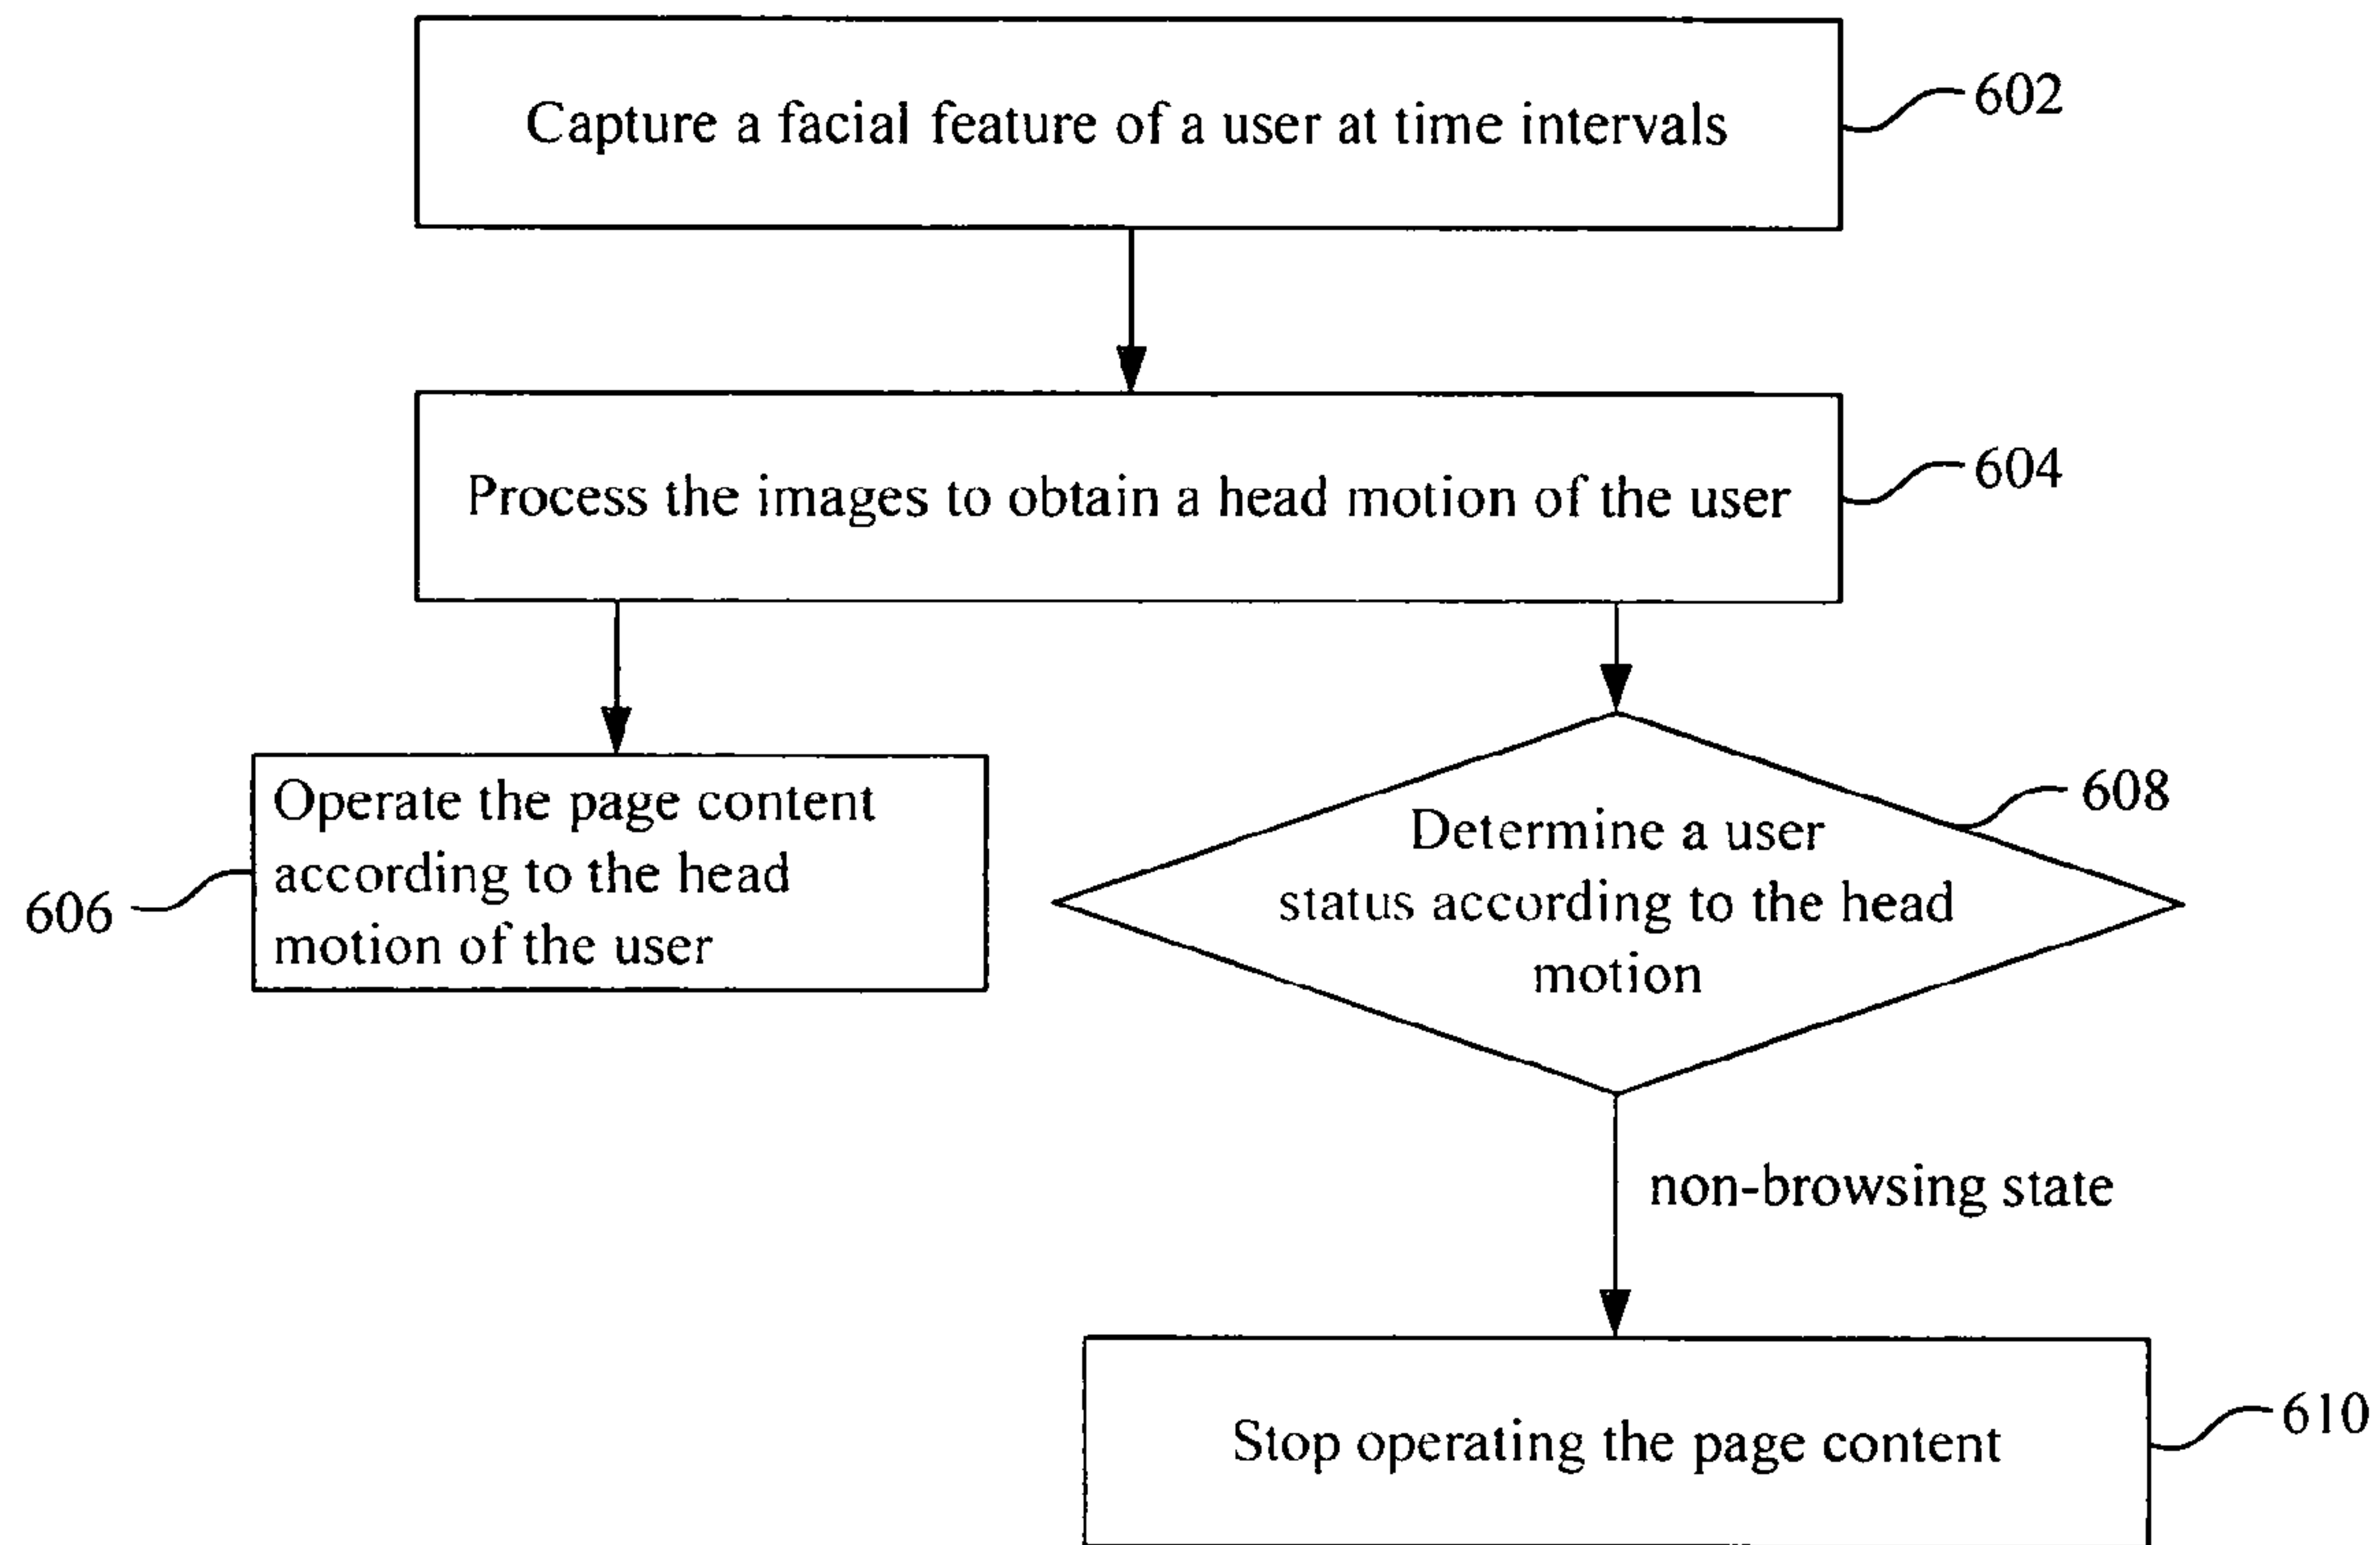 Capture a facial feature of a user at time intervals
602
Process the images to obtain a head motion of the user
604
Operate the page content
according to the head
motion of the user
606
Determine a user
status according to the head
motion
608
non-browsing state
Stop operating the page content
610